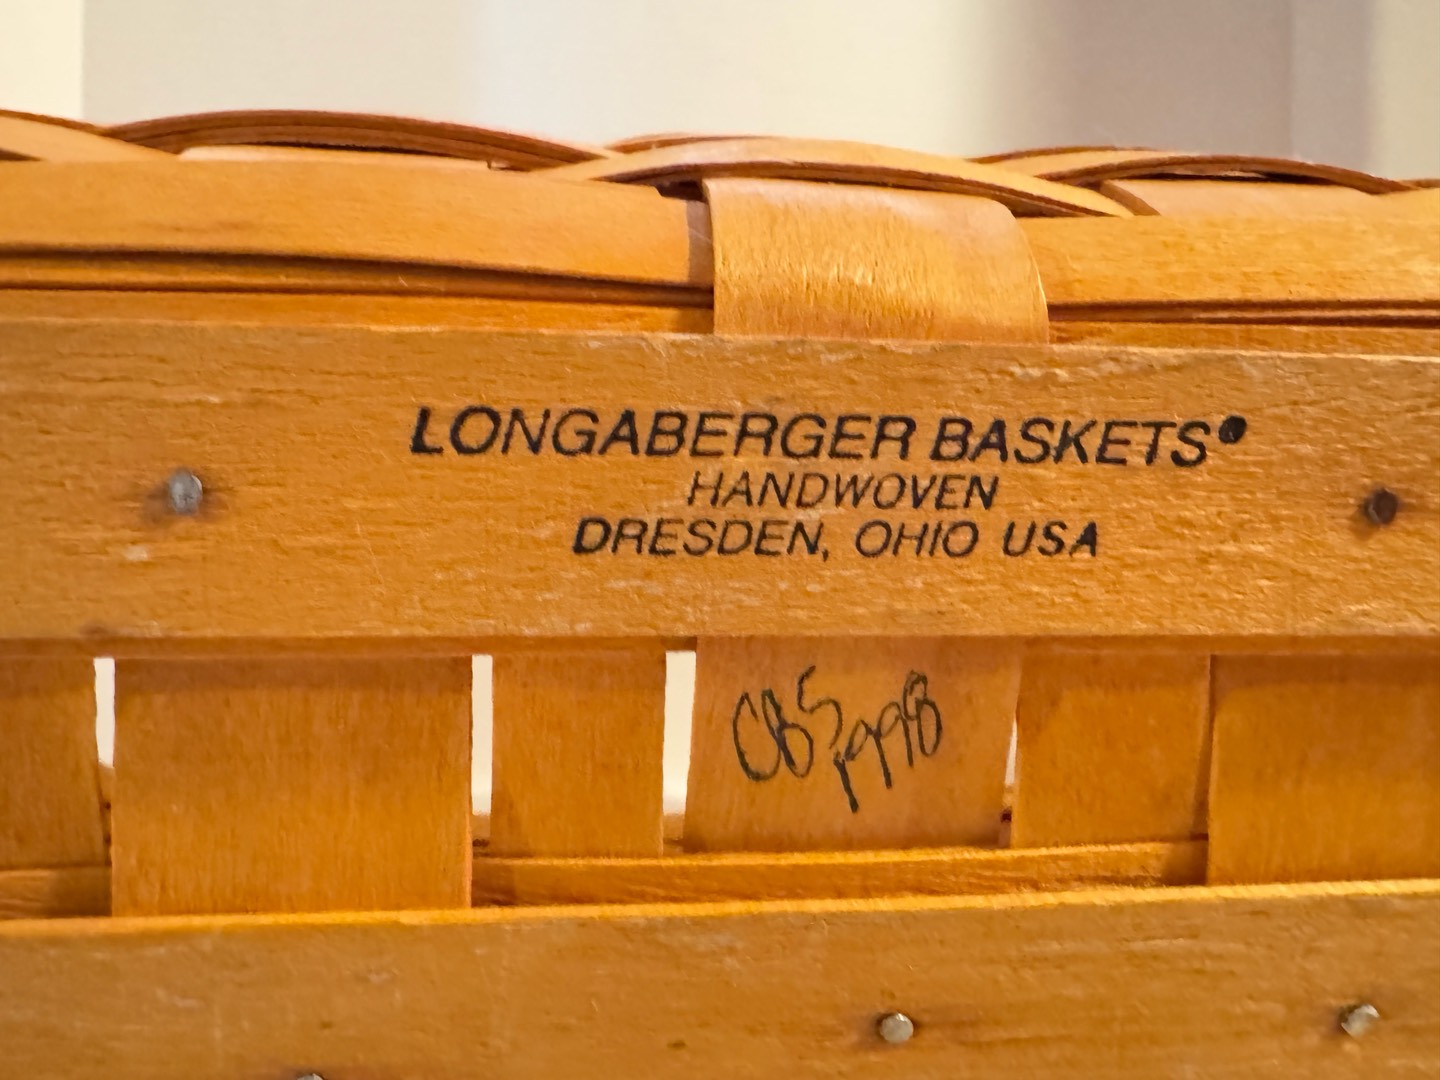 LONGABERGER BASKETS®
HANDWOVEN
DRESDEN, OHIO USA
CBS 1998